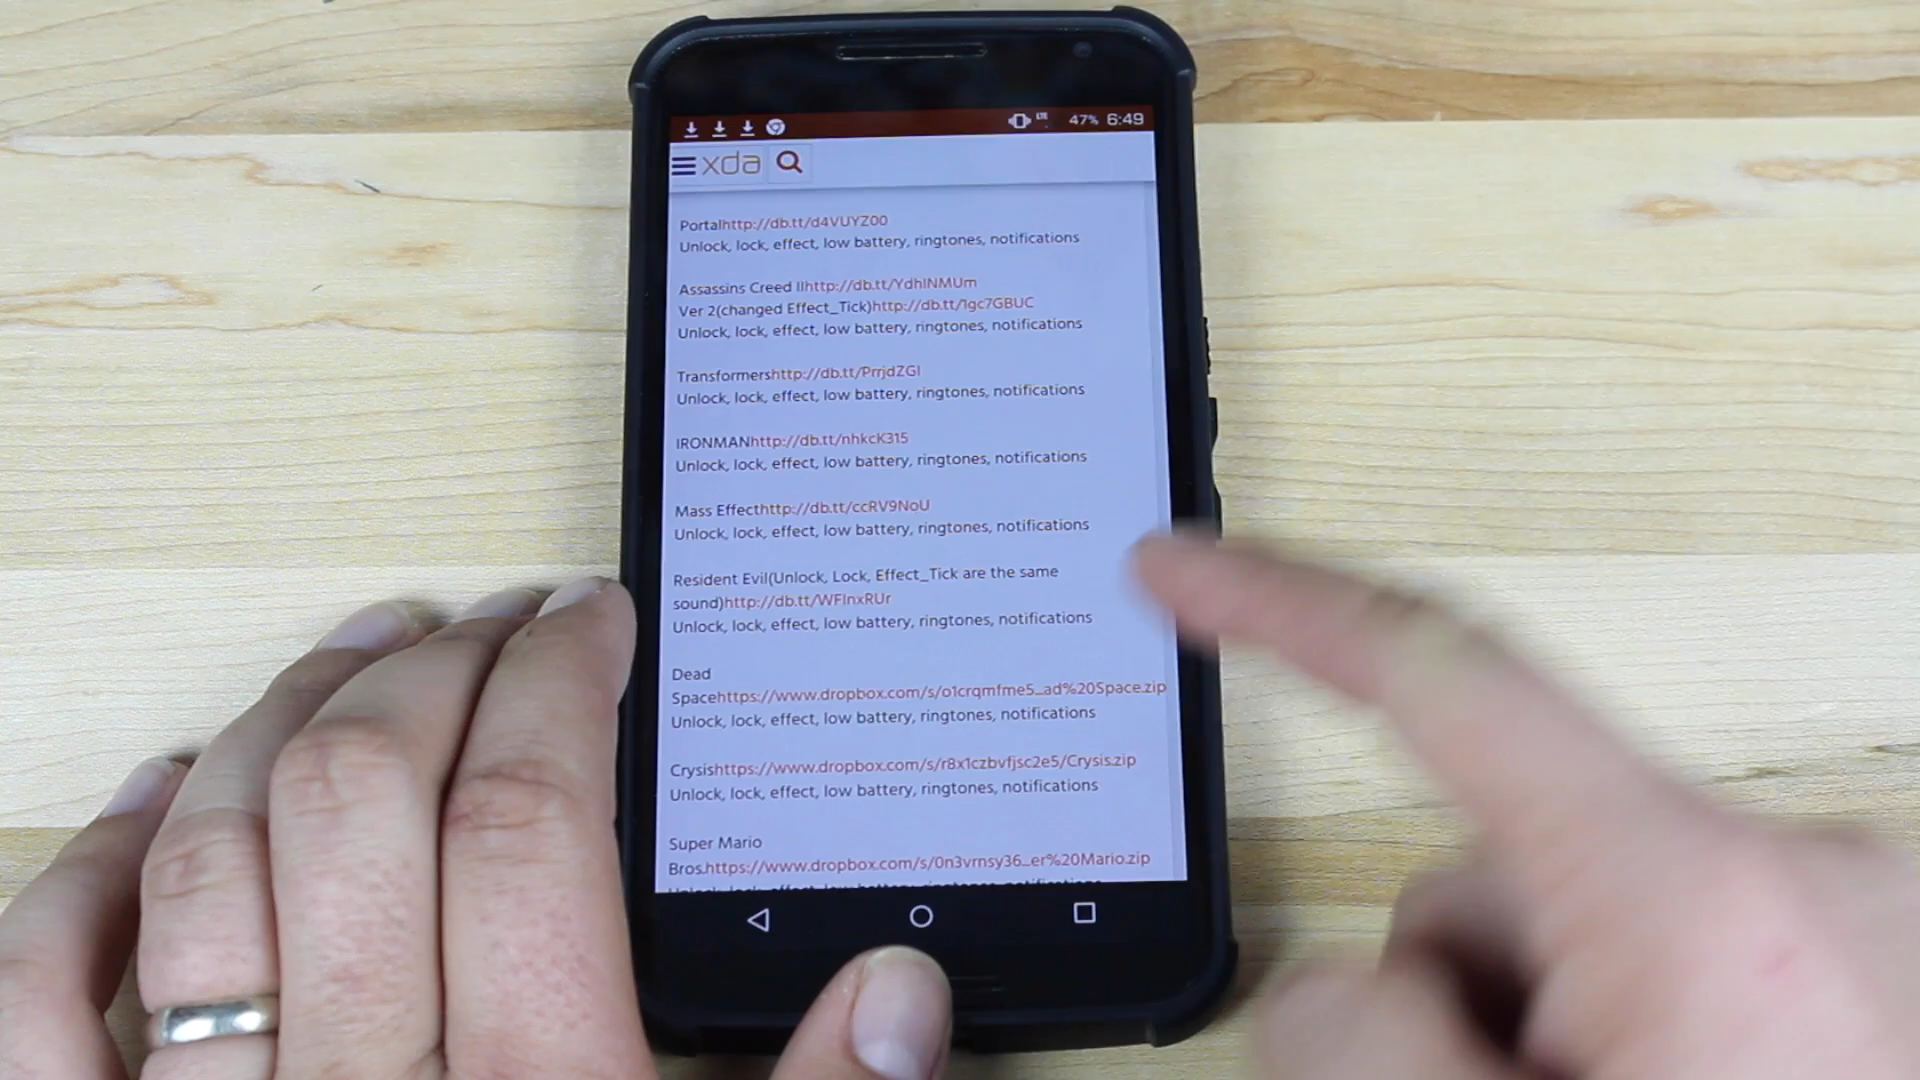 LTE 47% 6:49
xda
Portalhttp://db.tt/d4VUYZ00
Unlock, lock, effect, low battery, ringtones, notifications
Assassins Creed IIhttp://db.tt/YdhINMUm
Ver 2(changed Effect_Tick)http://db.tt/1gc7GBUC
Unlock, lock, effect, low battery, ringtones, notifications
Transformershttp://db.tt/PrrjdZGI
Unlock, lock, effect, low battery, ringtones, notifications
IRONMANhttp://db.tt/nhkcK315
Unlock, lock, effect, low battery, ringtones, notifications
Mass Effecthttp://db.tt/ccRV9NoU
Unlock, lock, effect, low battery, ringtones, notifications
Resident Evil(Unlock, Lock, Effect_Tick are the same
sound)http://db.tt/WFInxRUr
Unlock, lock, effect, low battery, ringtones, notifications
Dead
Spacehttps://www.dropbox.com/s/o1crqmfme5_ad%20Space.zip
Unlock, lock, effect, low battery, ringtones, notifications
Crysishttps://www.dropbox.com/s/r8x1czbvfjsc2e5/Crysis.zip
Unlock, lock, effect, low battery, ringtones, notifications
Super Mario
Bros.https://www.dropbox.com/s/0n3vrnsy36_er%20Mario.zip